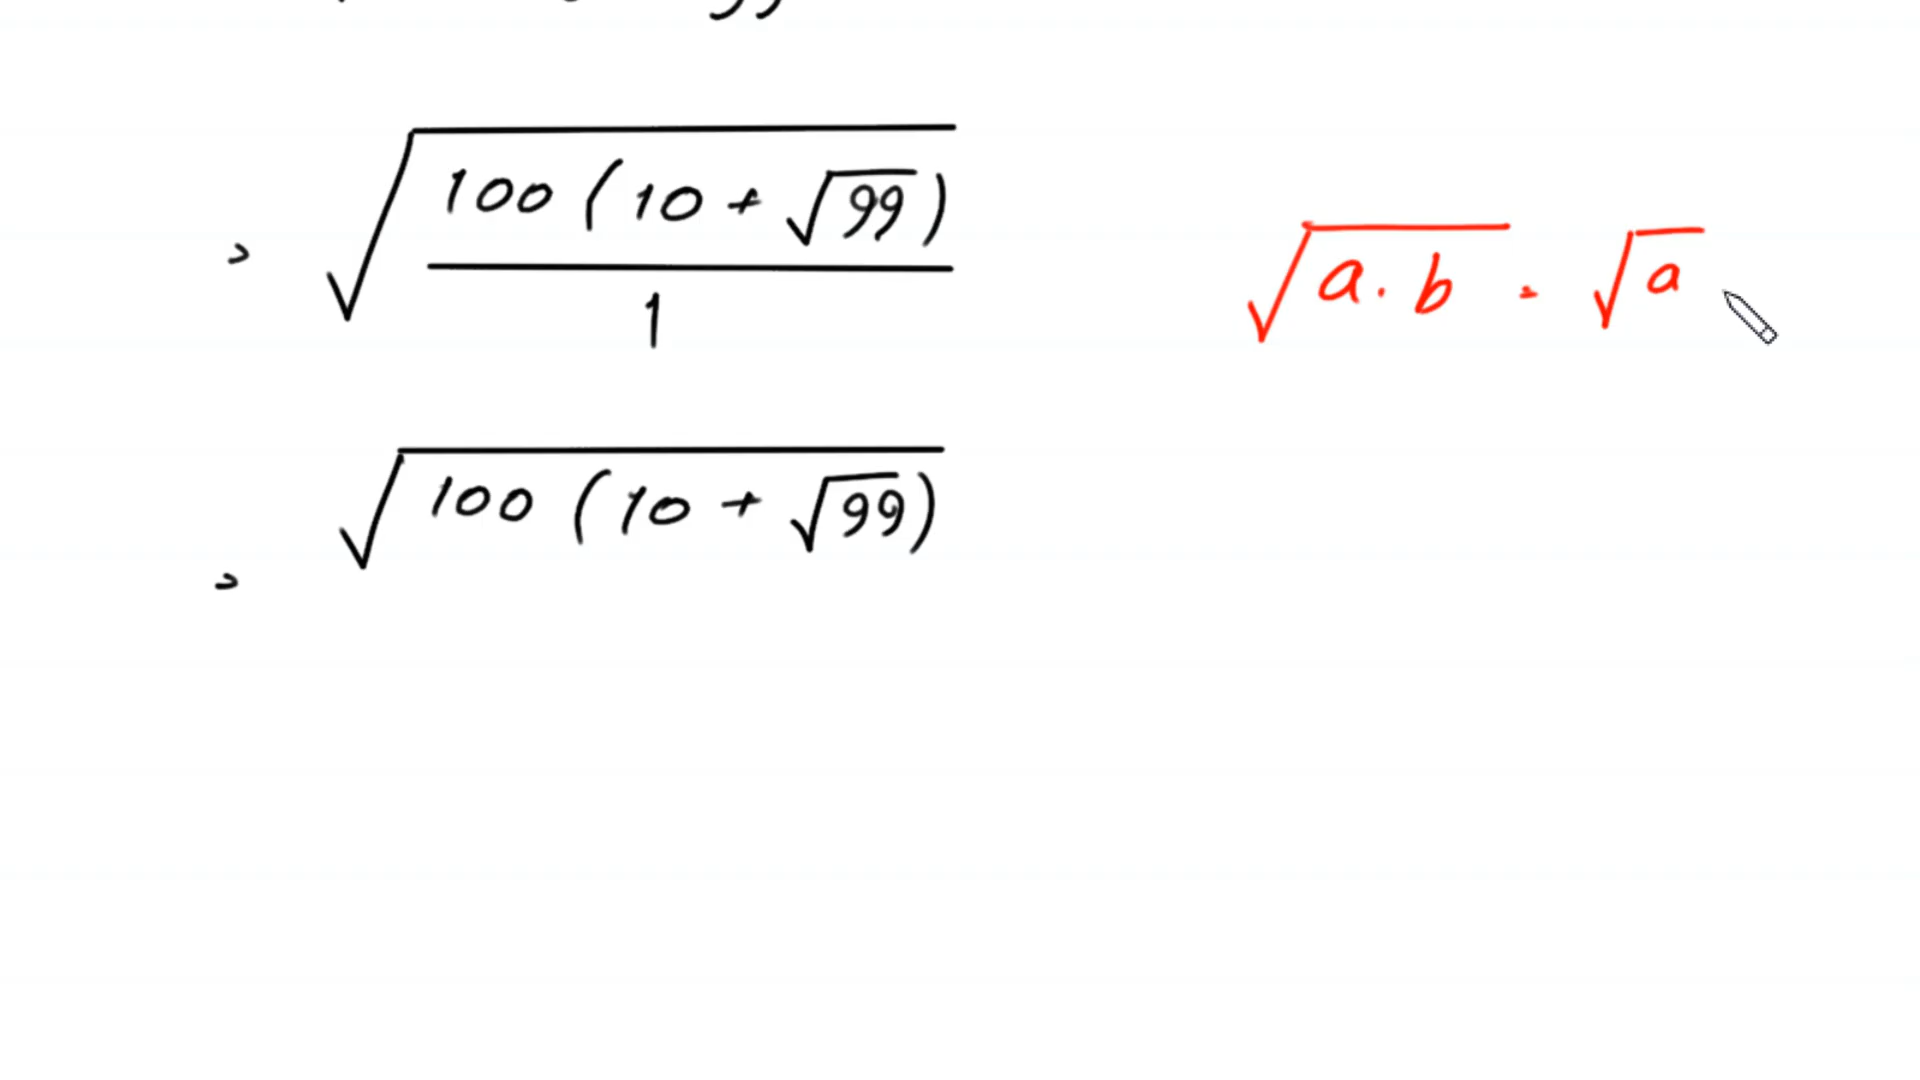 = √(100 (10 + √99) / 1)
√(a . b) = √a
= √(100 (10 + √99))